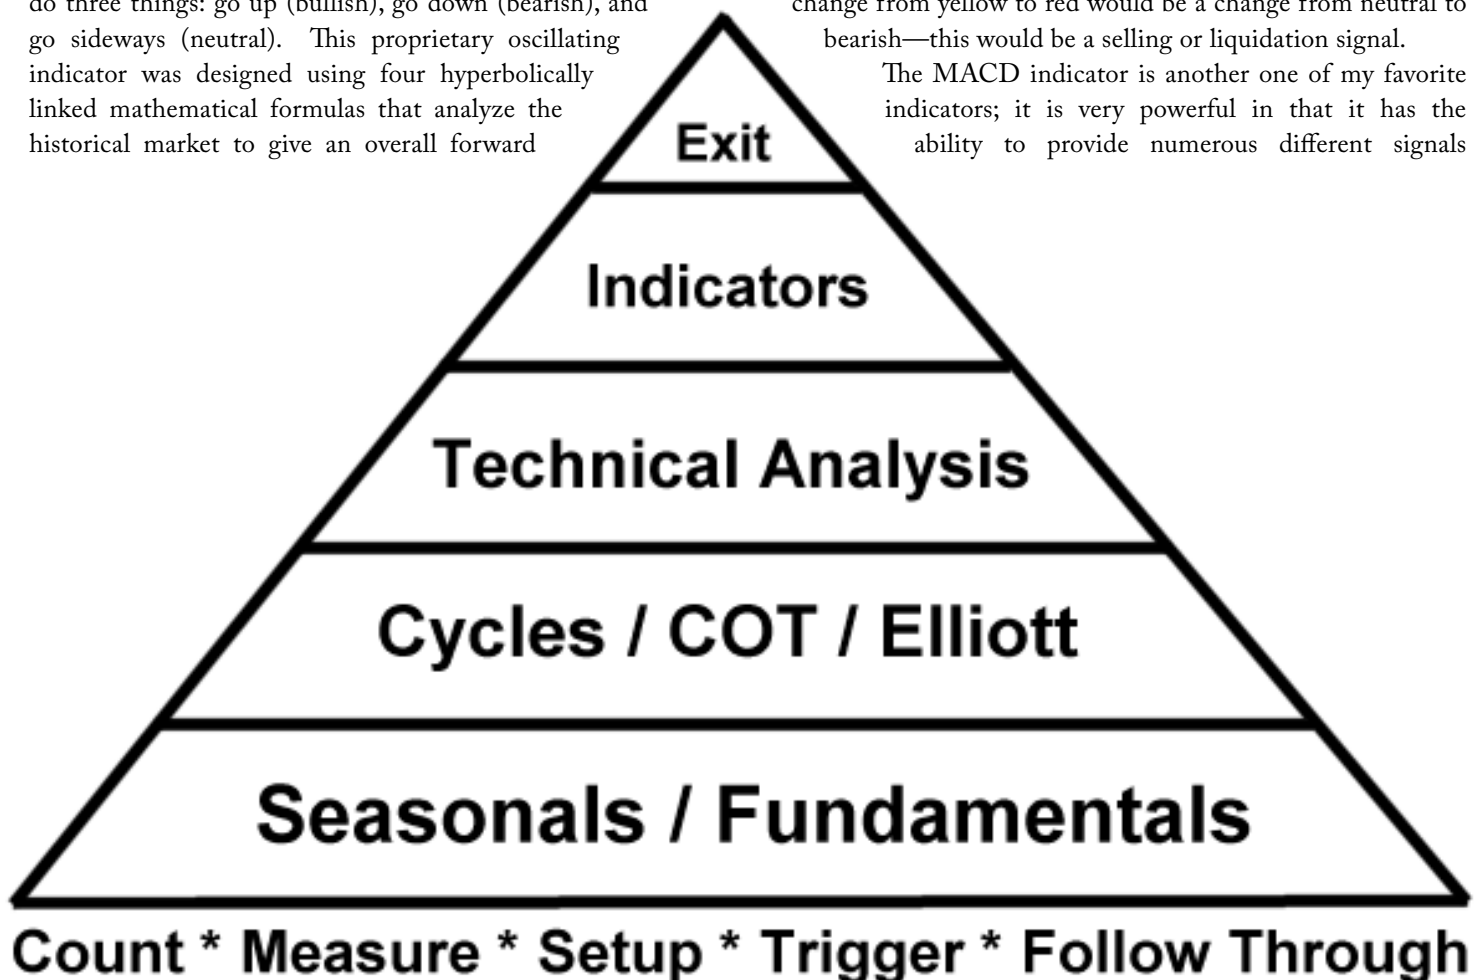 do three things: go up (bullish), go down (bearish), and
go sideways (neutral). This proprietary oscillating
indicator was designed using four hyperbolically
linked mathematical formulas that analyze the
historical market to give an overall forward
change from yellow to red would be a change from neutral to
bearish—this would be a selling or liquidation signal.
The MACD indicator is another one of my favorite
indicators; it is very powerful in that it has the
ability to provide numerous different signals
Exit
Indicators
Technical Analysis
Cycles / COT / Elliott
Seasonals / Fundamentals
Count * Measure * Setup * Trigger * Follow Through